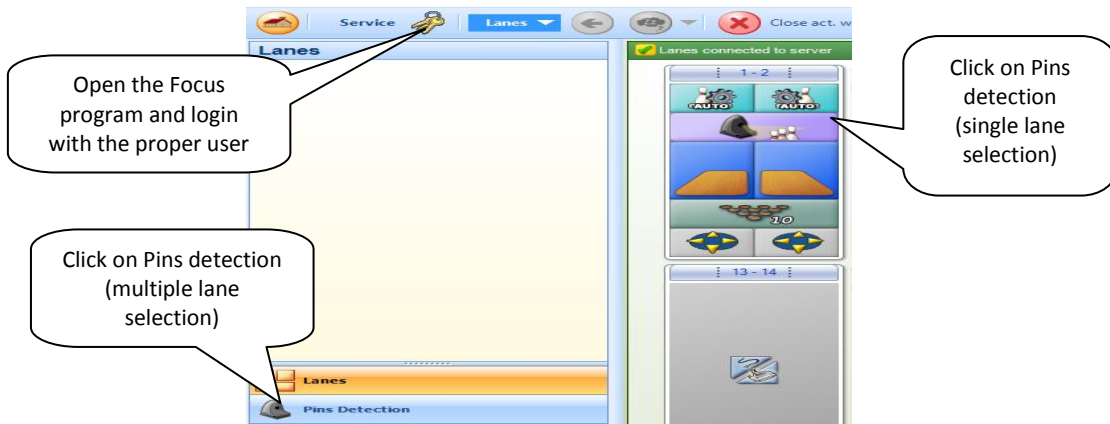 Service
Lanes
Close act. w
Lanes
Lanes connected to server
Open the Focus
program and login
with the proper user
1 - 2
AUTO
AUTO
Click on Pins
detection
(single lane
selection)
10
Click on Pins detection
(multiple lane
selection)
13 - 14
Lanes
Pins Detection